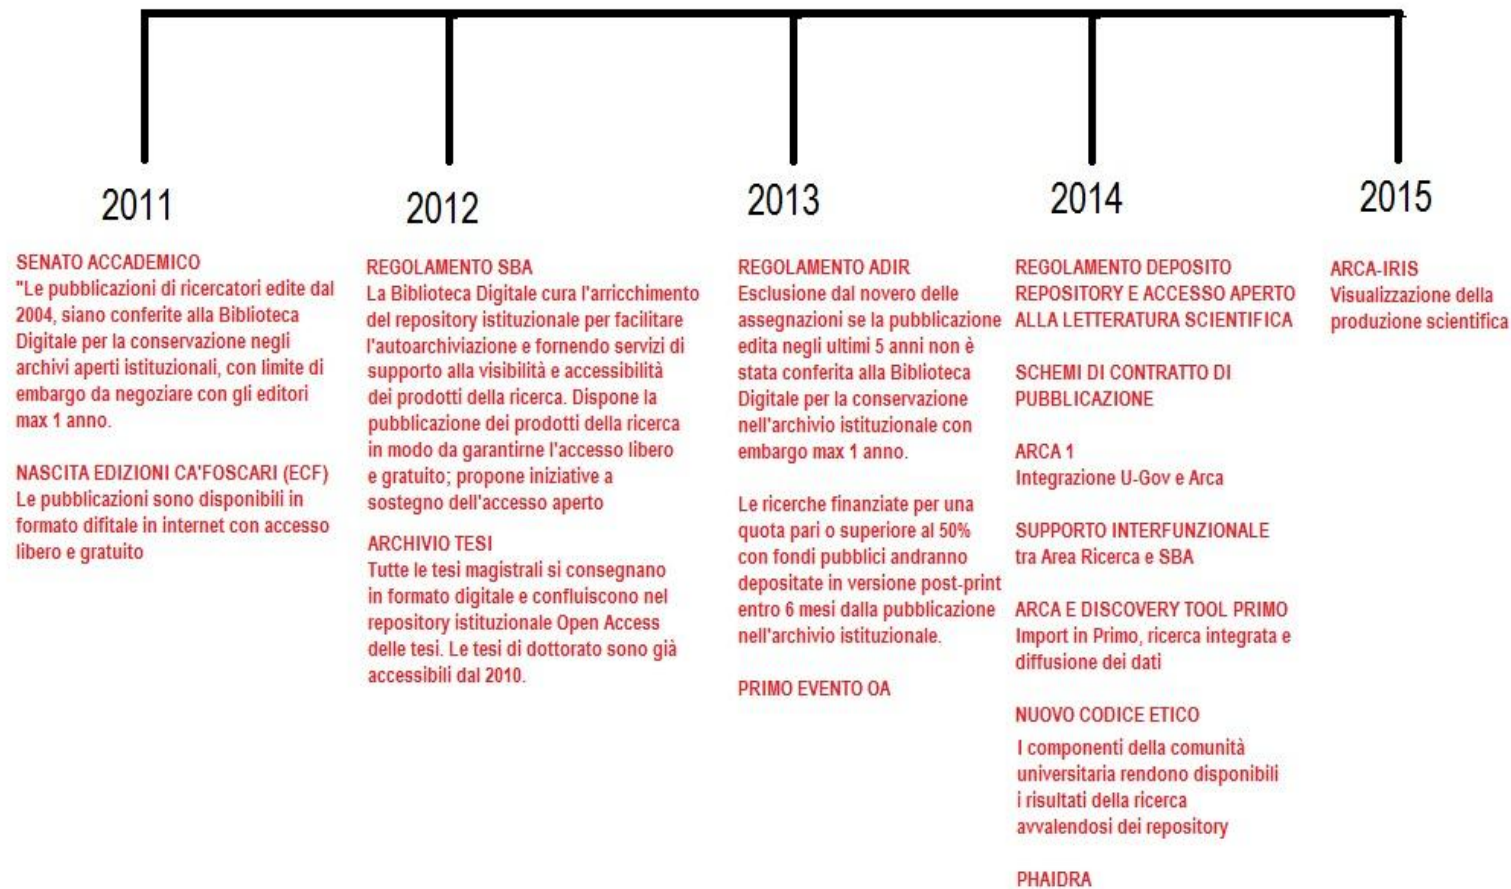 2011
SENATO ACCADEMICO
"Le pubblicazioni di ricercatori edite dal
2004, siano conferite alla Biblioteca
Digitale per la conservazione negli
archivi aperti istituzionali, con limite di
embargo da negoziare con gli editori
max 1 anno.
NASCITA EDIZIONI CA'FOSCARI (ECF)
Le pubblicazioni sono disponibili in
formato difitale in internet con accesso
libero e gratuito
2012
REGOLAMENTO SBA
La Biblioteca Digitale cura l'arricchimento
del repository istituzionale per facilitare
l'autoarchiviazione e fornendo servizi di
supporto alla visibilità e accessibilità
dei prodotti della ricerca. Dispone la
pubblicazione dei prodotti della ricerca
in modo da garantirne l'accesso libero
e gratuito; propone iniziative a
sostegno dell'accesso aperto
ARCHIVIO TESI
Tutte le tesi magistrali si consegnano
in formato digitale e confluiscono nel
repository istituzionale Open Access
delle tesi. Le tesi di dottorato sono già
accessibili dal 2010.
2013
REGOLAMENTO ADIR
Esclusione dal novero delle
assegnazioni se la pubblicazione
edita negli ultimi 5 anni non è
stata conferita alla Biblioteca
Digitale per la conservazione
nell'archivio istituzionale con
embargo max 1 anno.
Le ricerche finanziate per una
quota pari o superiore al 50%
con fondi pubblici andranno
depositate in versione post-print
entro 6 mesi dalla pubblicazione
nell'archivio istituzionale.
PRIMO EVENTO OA
2014
REGOLAMENTO DEPOSITO
REPOSITORY E ACCESSO APERTO
ALLA LETTERATURA SCIENTIFICA
SCHEMI DI CONTRATTO DI
PUBBLICAZIONE
ARCA 1
Integrazione U-Gov e Arca
SUPPORTO INTERFUNZIONALE
tra Area Ricerca e SBA
ARCA E DISCOVERY TOOL PRIMO
Import in Primo, ricerca integrata e
diffusione dei dati
NUOVO CODICE ETICO
I componenti della comunità
universitaria rendono disponibili
i risultati della ricerca
avvalendosi dei repository
PHAIDRA
2015
ARCA-IRIS
Visualizzazione della
produzione scientifica